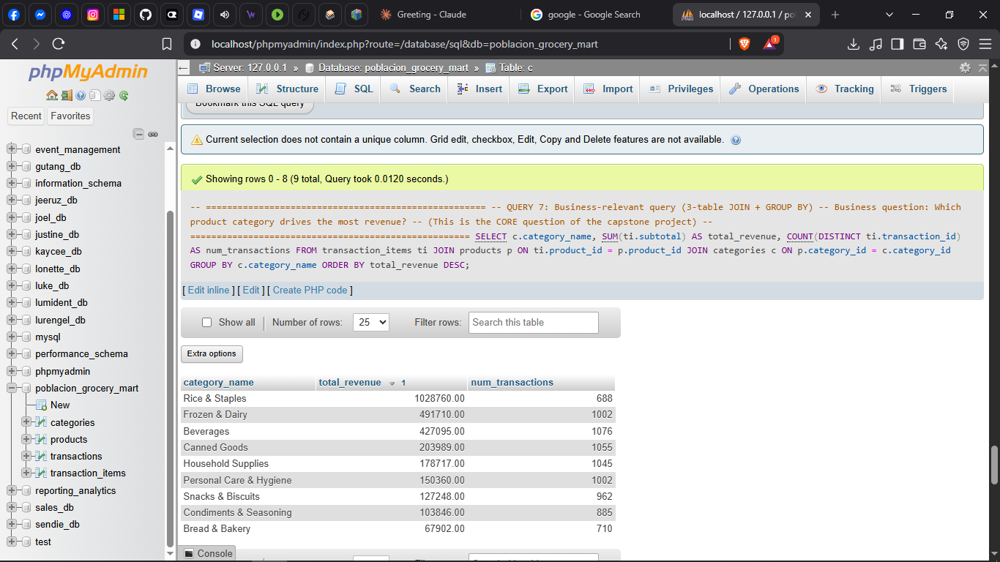 Greeting - Claude
google - Google Search
localhost / 127.0.0.1 / po
localhost/phpmyadmin/index.php?route=/database/sql&db=poblacion_grocery_mart
1
phpMyAdmin
Recent
Favorites
event_management
gutang_db
information_schema
jeeruz_db
joel_db
justine_db
kaycee_db
lonette_db
luke_db
lumident_db
lurengel_db
mysql
performance_schema
phpmyadmin
poblacion_grocery_mart
New
categories
products
transactions
transaction_items
reporting_analytics
sales_db
sendie_db
test
Server: 127.0.0.1 » Database: poblacion_grocery_mart » Table: c
Browse Structure SQL Search Insert Export Import Privileges Operations Tracking Triggers
Bookmark this SQL query
Current selection does not contain a unique column. Grid edit, checkbox, Edit, Copy and Delete features are not available.
Showing rows 0 - 8 (9 total, Query took 0.0120 seconds.)
-- ===================================================== -- QUERY 7: Business-relevant query (3-table JOIN + GROUP BY) -- Business question: Which
product category drives the most revenue? -- (This is the CORE question of the capstone project) --
===================================================== SELECT c.category_name, SUM(ti.subtotal) AS total_revenue, COUNT(DISTINCT ti.transaction_id)
AS num_transactions FROM transaction_items ti JOIN products p ON ti.product_id = p.product_id JOIN categories c ON p.category_id = c.category_id
GROUP BY c.category_name ORDER BY total_revenue DESC;
[ Edit inline ] [ Edit ] [ Create PHP code ]
Show all Number of rows: 25 Filter rows: Search this table
Extra options
category_name total_revenue 1 num_transactions
Rice & Staples 1028760.00 688
Frozen & Dairy 491710.00 1002
Beverages 427095.00 1076
Canned Goods 203989.00 1055
Household Supplies 178717.00 1045
Personal Care & Hygiene 150360.00 1002
Snacks & Biscuits 127248.00 962
Condiments & Seasoning 103846.00 885
Bread & Bakery 67902.00 710
Console